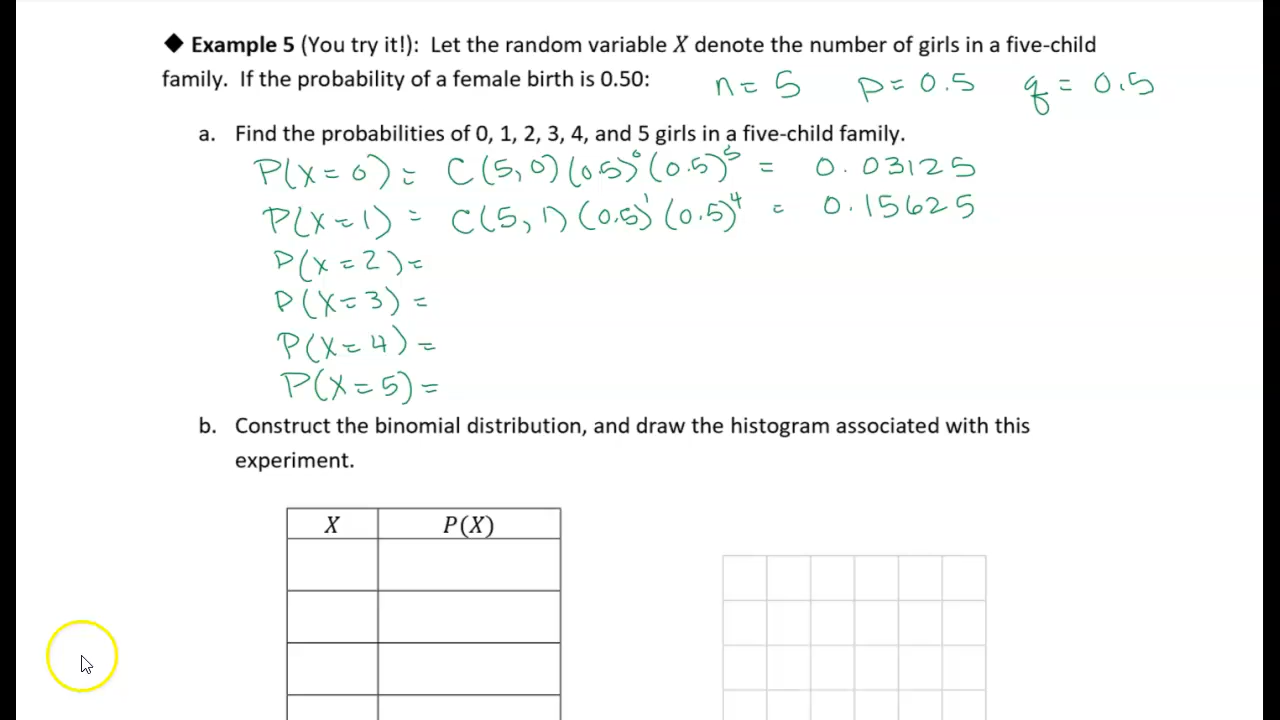 ◆ Example 5 (You try it!): Let the random variable X denote the number of girls in a five-child
family. If the probability of a female birth is 0.50: n = 5 p = 0.5 q = 0.5
a. Find the probabilities of 0, 1, 2, 3, 4, and 5 girls in a five-child family.
P(X = 0) = C(5,0)(0.5)⁰(0.5)⁵ = 0.03125
P(X = 1) = C(5,1)(0.5)¹(0.5)⁴ = 0.15625
P(X = 2) =
P(X = 3) =
P(X = 4) =
P(X = 5) =
b. Construct the binomial distribution, and draw the histogram associated with this
experiment.
X P(X)